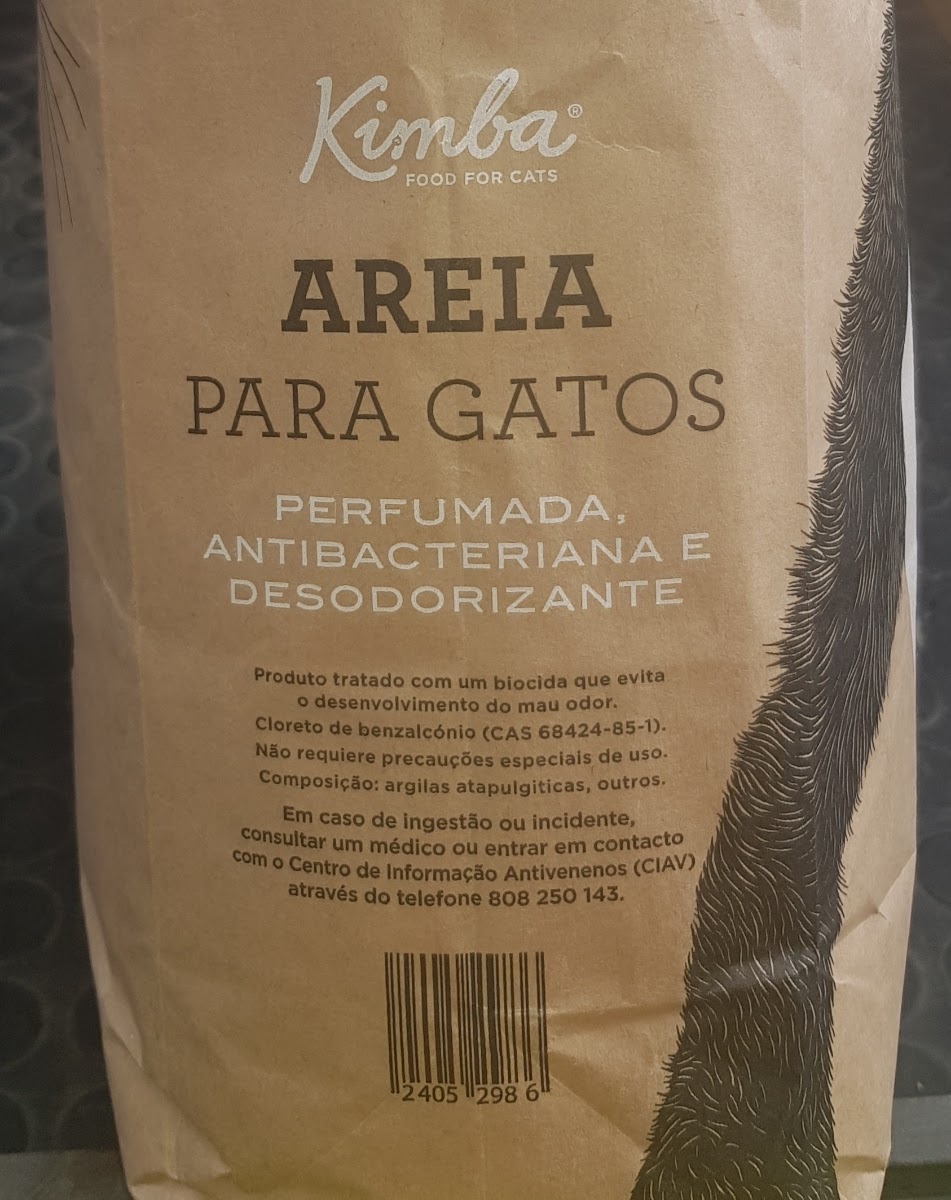 Kimba®
FOOD FOR CATS
AREIA
PARA GATOS
PERFUMADA,
ANTIBACTERIANA E
DESODORIZANTE
Produto tratado com um biocida que evita
o desenvolvimento do mau odor.
Cloreto de benzalcónio (CAS 68424-85-1).
Não requiere precauções especiais de uso.
Composição: argilas atapulgiticas, outros.
Em caso de ingestão ou incidente,
consultar um médico ou entrar em contacto
com o Centro de Informação Antivenenos (CIAV)
através do telefone 808 250 143.
2405 2986